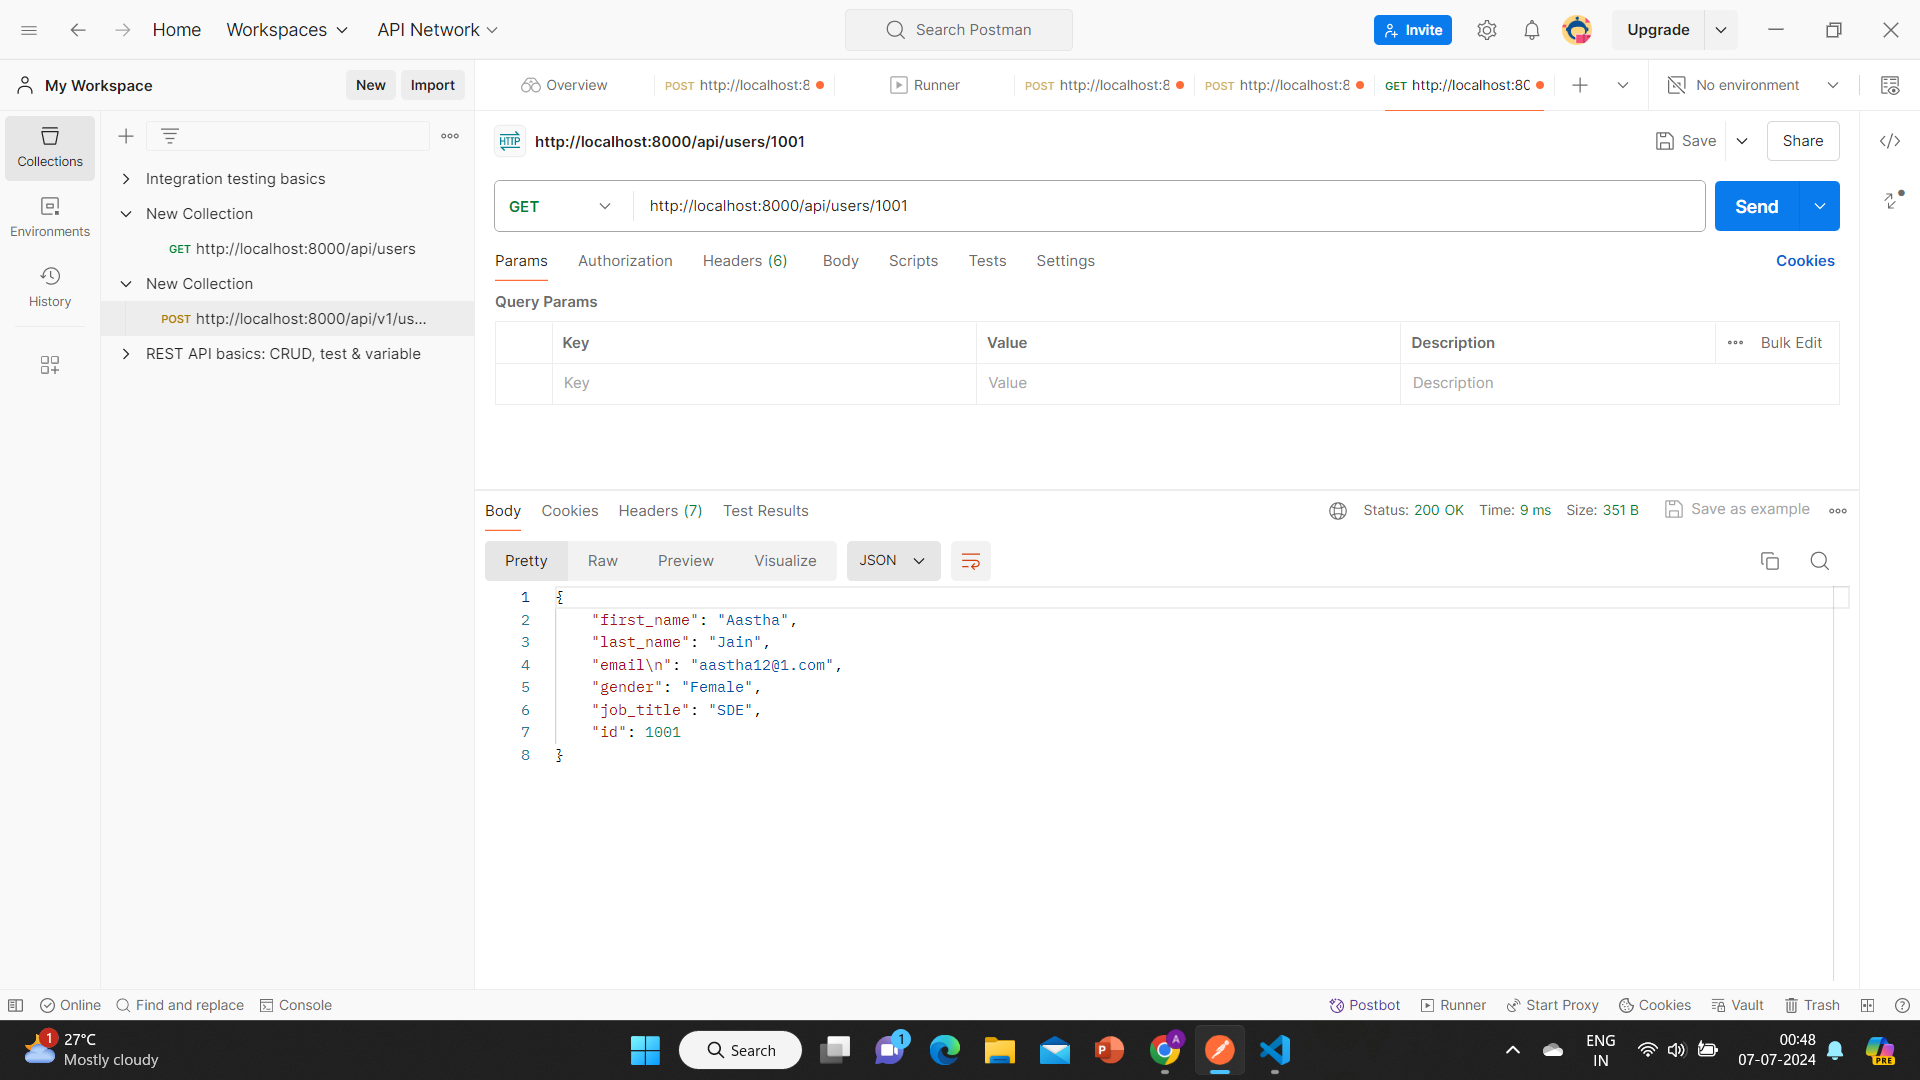 Home
Workspaces
API Network
Search Postman
Invite
Upgrade
My Workspace
New
Import
Overview
POST http://localhost:8
Runner
POST http://localhost:8
POST http://localhost:8
GET http://localhost:80
No environment
Collections
Environments
History
Integration testing basics
New Collection
GET http://localhost:8000/api/users
New Collection
POST http://localhost:8000/api/v1/us...
REST API basics: CRUD, test & variable
HTTP http://localhost:8000/api/users/1001
Save
Share
GET
http://localhost:8000/api/users/1001
Send
Params
Authorization
Headers (6)
Body
Scripts
Tests
Settings
Cookies
Query Params
Key
Value
Description
Bulk Edit
Key
Value
Description
Body
Cookies
Headers (7)
Test Results
Status: 200 OK
Time: 9 ms
Size: 351 B
Save as example
Pretty
Raw
Preview
Visualize
JSON
1 {
2 "first_name": "Aastha",
3 "last_name": "Jain",
4 "email\n": "aastha12@1.com",
5 "gender": "Female",
6 "job_title": "SDE",
7 "id": 1001
8 }
Online
Find and replace
Console
Postbot
Runner
Start Proxy
Cookies
Vault
Trash
1
27°C
Mostly cloudy
Search
1
P
A
ENG
IN
00:48
07-07-2024
PRE